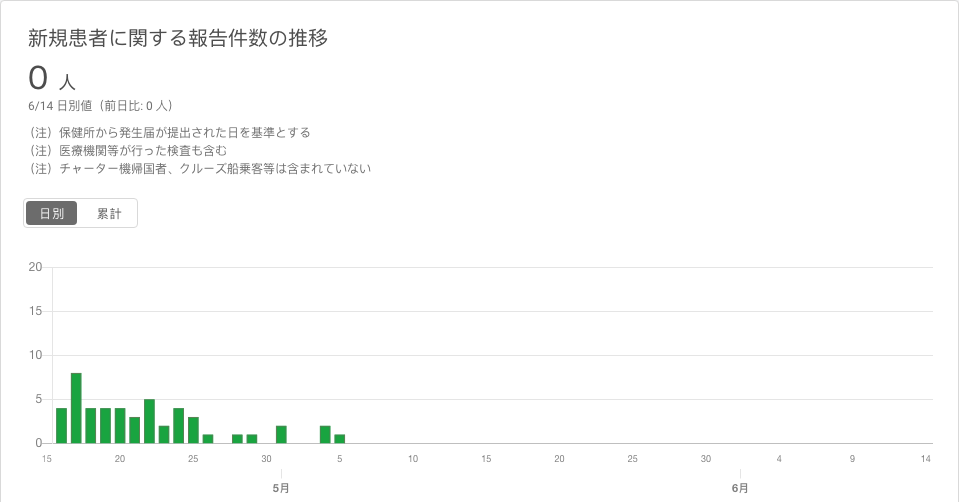 新規患者に関する報告件数の推移
0 人
6/14 日別値（前日比: 0 人）
（注）保健所から発生届が提出された日を基準とする
（注）医療機関等が行った検査も含む
（注）チャーター機帰国者、クルーズ船乗客等は含まれていない
日別 累計
20
15
10
5
0
15 20 25 30 5 10 15 20 25 30 4 9 14
5月 6月